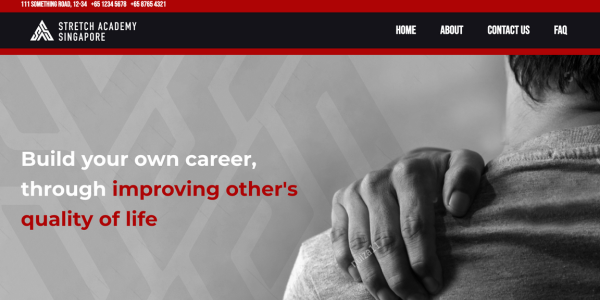 111 SOMETHING ROAD, 12-34 +65 1234 5678 +65 8765 4321
STRETCH ACADEMY
SINGAPORE
HOME ABOUT CONTACT US FAQ
Build your own career,
through improving other's
quality of life